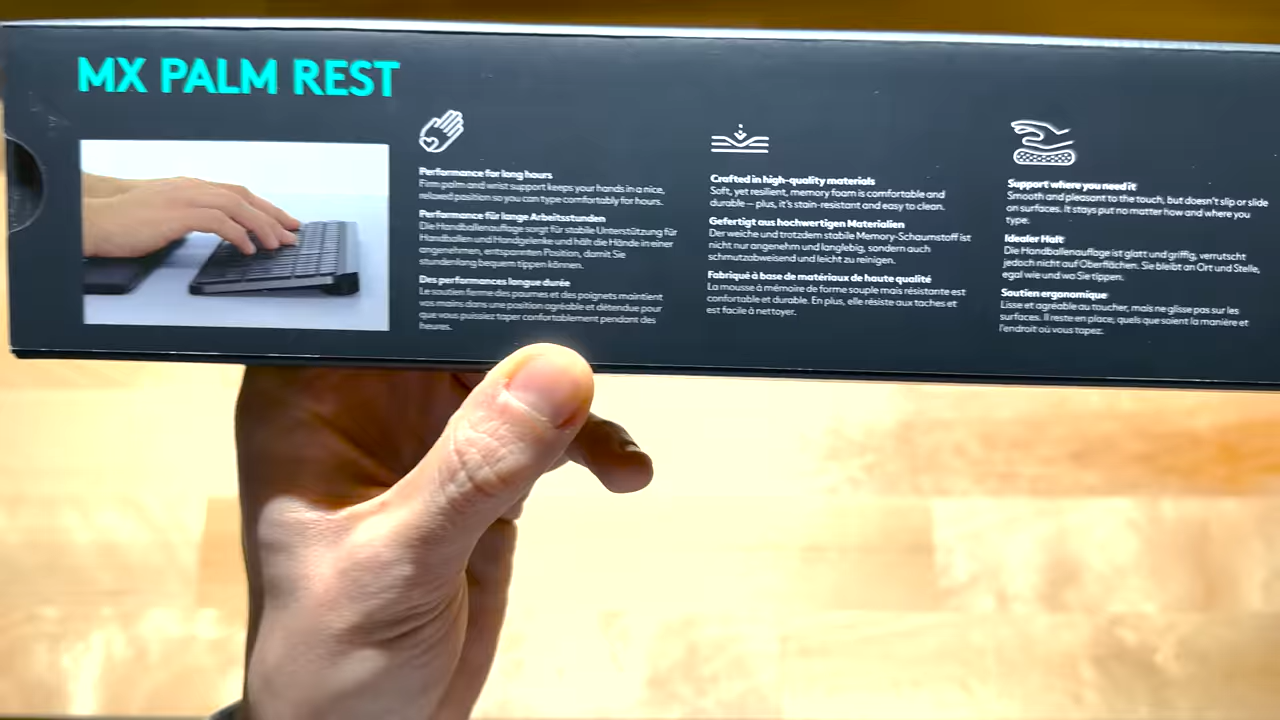 MX PALM REST
Performance for long hours
Firm palm and wrist support keeps your hands in a nice,
relaxed position so you can type comfortably for hours.
Performance für lange Arbeitsstunden
Die Handballenauflage sorgt für stabile Unterstützung für
Handballen und Handgelenke und hält die Hände in einer
angenehmen, entspannten Position, damit Sie
stundenlang bequem tippen können.
Des performances longue durée
Le soutien ferme des paumes et des poignets maintient
vos mains dans une position agréable et détendue pour
que vous puissiez taper confortablement pendant des
heures.
Crafted in high-quality materials
Soft, yet resilient, memory foam is comfortable and
durable – plus, it's stain-resistant and easy to clean.
Gefertigt aus hochwertigen Materialien
Der weiche und trotzdem stabile Memory-Schaumstoff ist
nicht nur angenehm und langlebig, sondern auch
schmutzabweisend und leicht zu reinigen.
Fabriqué à base de matériaux de haute qualité
La mousse à mémoire de forme souple mais résistante est
confortable et durable. En plus, elle résiste aux taches et
est facile à nettoyer.
Support where you need it
Smooth and pleasant to the touch, but doesn't slip or slide
on surfaces. It stays put no matter how and where you
type.
Idealer Halt
Die Handballenauflage ist glatt und griffig, verrutscht
jedoch nicht auf Oberflächen. Sie bleibt an Ort und Stelle,
egal wie und wo Sie tippen.
Soutien ergonomique
Lisse et agréable au toucher, mais ne glisse pas sur les
surfaces. Il reste en place, quels que soient la manière et
l'endroit où vous tapez.